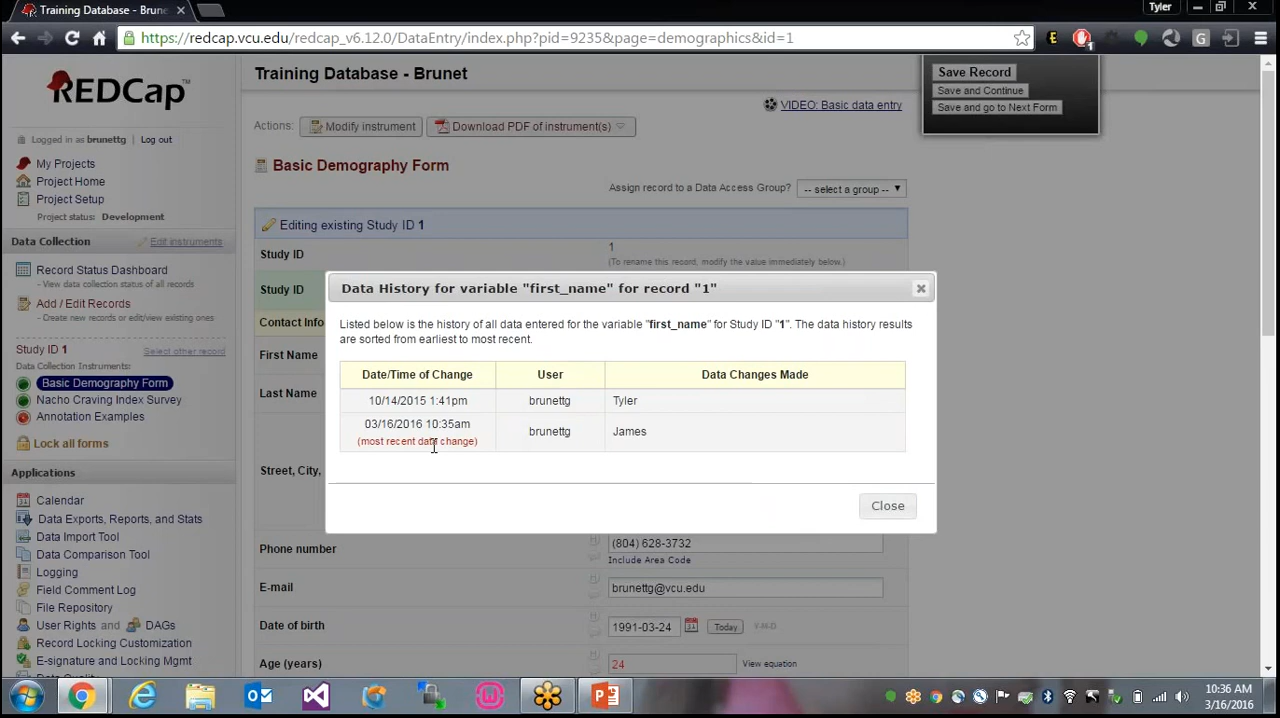 Training Database - Brune
Tyler
https://redcap.vcu.edu/redcap_v6.12.0/DataEntry/index.php?pid=9235&page=demographics&id=1
REDCap™
Logged in as brunettg | Log out
My Projects
Project Home
Project Setup
Project status: Development
Data Collection
Edit instruments
Record Status Dashboard
- View data collection status of all records
Add / Edit Records
- Create new records or edit/view existing ones
Study ID 1
Select other record
Data Collection Instruments:
Basic Demography Form
Nacho Craving Index Survey
Annotation Examples
Lock all forms
Applications
Calendar
Data Exports, Reports, and Stats
Data Import Tool
Data Comparison Tool
Logging
Field Comment Log
File Repository
User Rights and DAGs
Record Locking Customization
E-signature and Locking Mgmt
Training Database - Brunet
VIDEO: Basic data entry
Actions:
Modify instrument
Download PDF of instrument(s)
Basic Demography Form
Assign record to a Data Access Group?
-- select a group --
Editing existing Study ID 1
Study ID
1
(To rename this record, modify the value immediately below.)
Study ID
Contact Info
First Name
Last Name
Street, City,
Phone number
(804) 628-3732
Include Area Code
E-mail
brunettg@vcu.edu
Date of birth
1991-03-24
31
Today
Y-M-D
Age (years)
24
View equation
Save Record
Save and Continue
Save and go to Next Form
Data History for variable "first_name" for record "1"
Listed below is the history of all data entered for the variable "first_name" for Study ID "1". The data history results
are sorted from earliest to most recent.
Date/Time of Change
User
Data Changes Made
10/14/2015 1:41pm
brunettg
Tyler
03/16/2016 10:35am
(most recent data change)
brunettg
James
Close
10:36 AM
3/16/2016